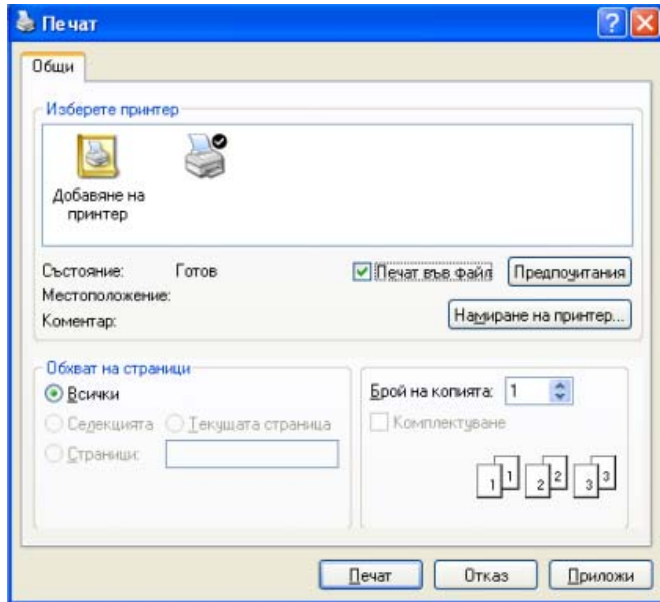 Печат
Общи
Изберете принтер
Добавяне на
принтер
Състояние: Готов
Местоположение:
Коментар:
Печат във файл
Предпочитания
Намиране на принтер...
Обхват на страници
Всички
Селекцията Текущата страница
Страници:
Брой на копията: 1
Комплектуване
1 1 2 2 3 3
Печат Отказ Приложи